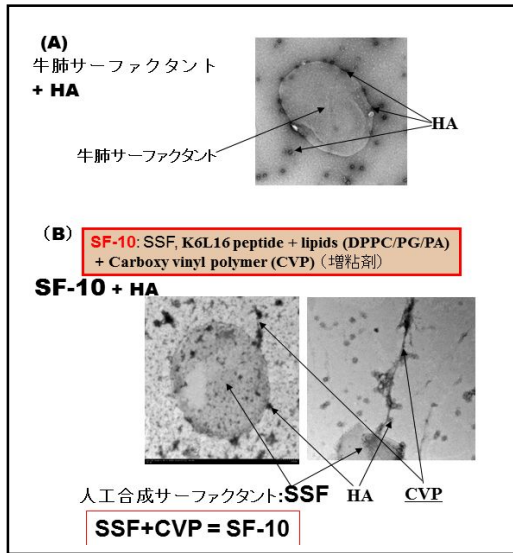 (A)
牛肺サーファクタント
+ HA
HA
牛肺サーファクタント
(B)
SF-10: SSF, K6L16 peptide + lipids (DPPC/PG/PA)
+ Carboxy vinyl polymer (CVP) (増粘剤)
SF-10 + HA
人工合成サーファクタント:SSF HA CVP
SSF+CVP = SF-10